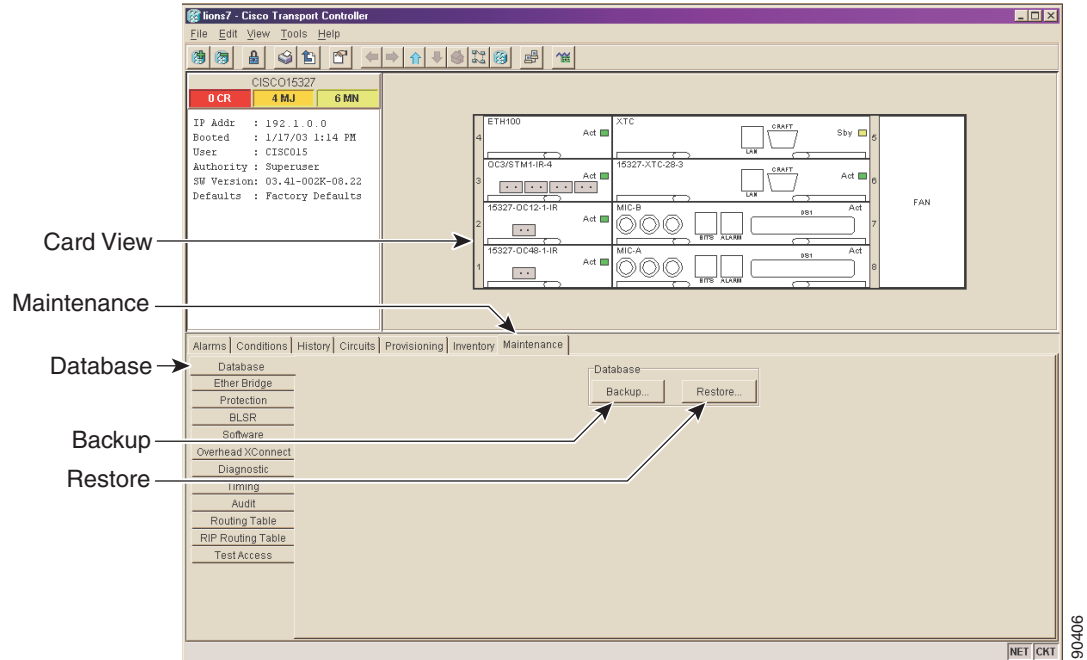 lions7 - Cisco Transport Controller
File Edit View Tools Help
CISCO15327
0 CR 4 MJ 6 MN
IP Addr : 192.1.0.0
Booted : 1/17/03 1:14 PM
User : CISCO15
Authority : Superuser
SW Version: 03.41-002K-08.22
Defaults : Factory Defaults
4 ETH100 Act
XTC LAN CRAFT Sby 5
3 OC3/STM1-IR-4 Act
15327-XTC-28-3 LAN CRAFT Act 6
2 15327-OC12-1-IR Act
MIC-B BITS ALARM DS1 Act 7
1 15327-OC48-1-IR Act
MIC-A BITS ALARM DS1 Act 8
FAN
Card View
Maintenance
Database
Backup
Restore
Alarms Conditions History Circuits Provisioning Inventory Maintenance
Database
Ether Bridge
Protection
BLSR
Software
Overhead XConnect
Diagnostic
Timing
Audit
Routing Table
RIP Routing Table
Test Access
Database
Backup... Restore...
NET CKT
90406